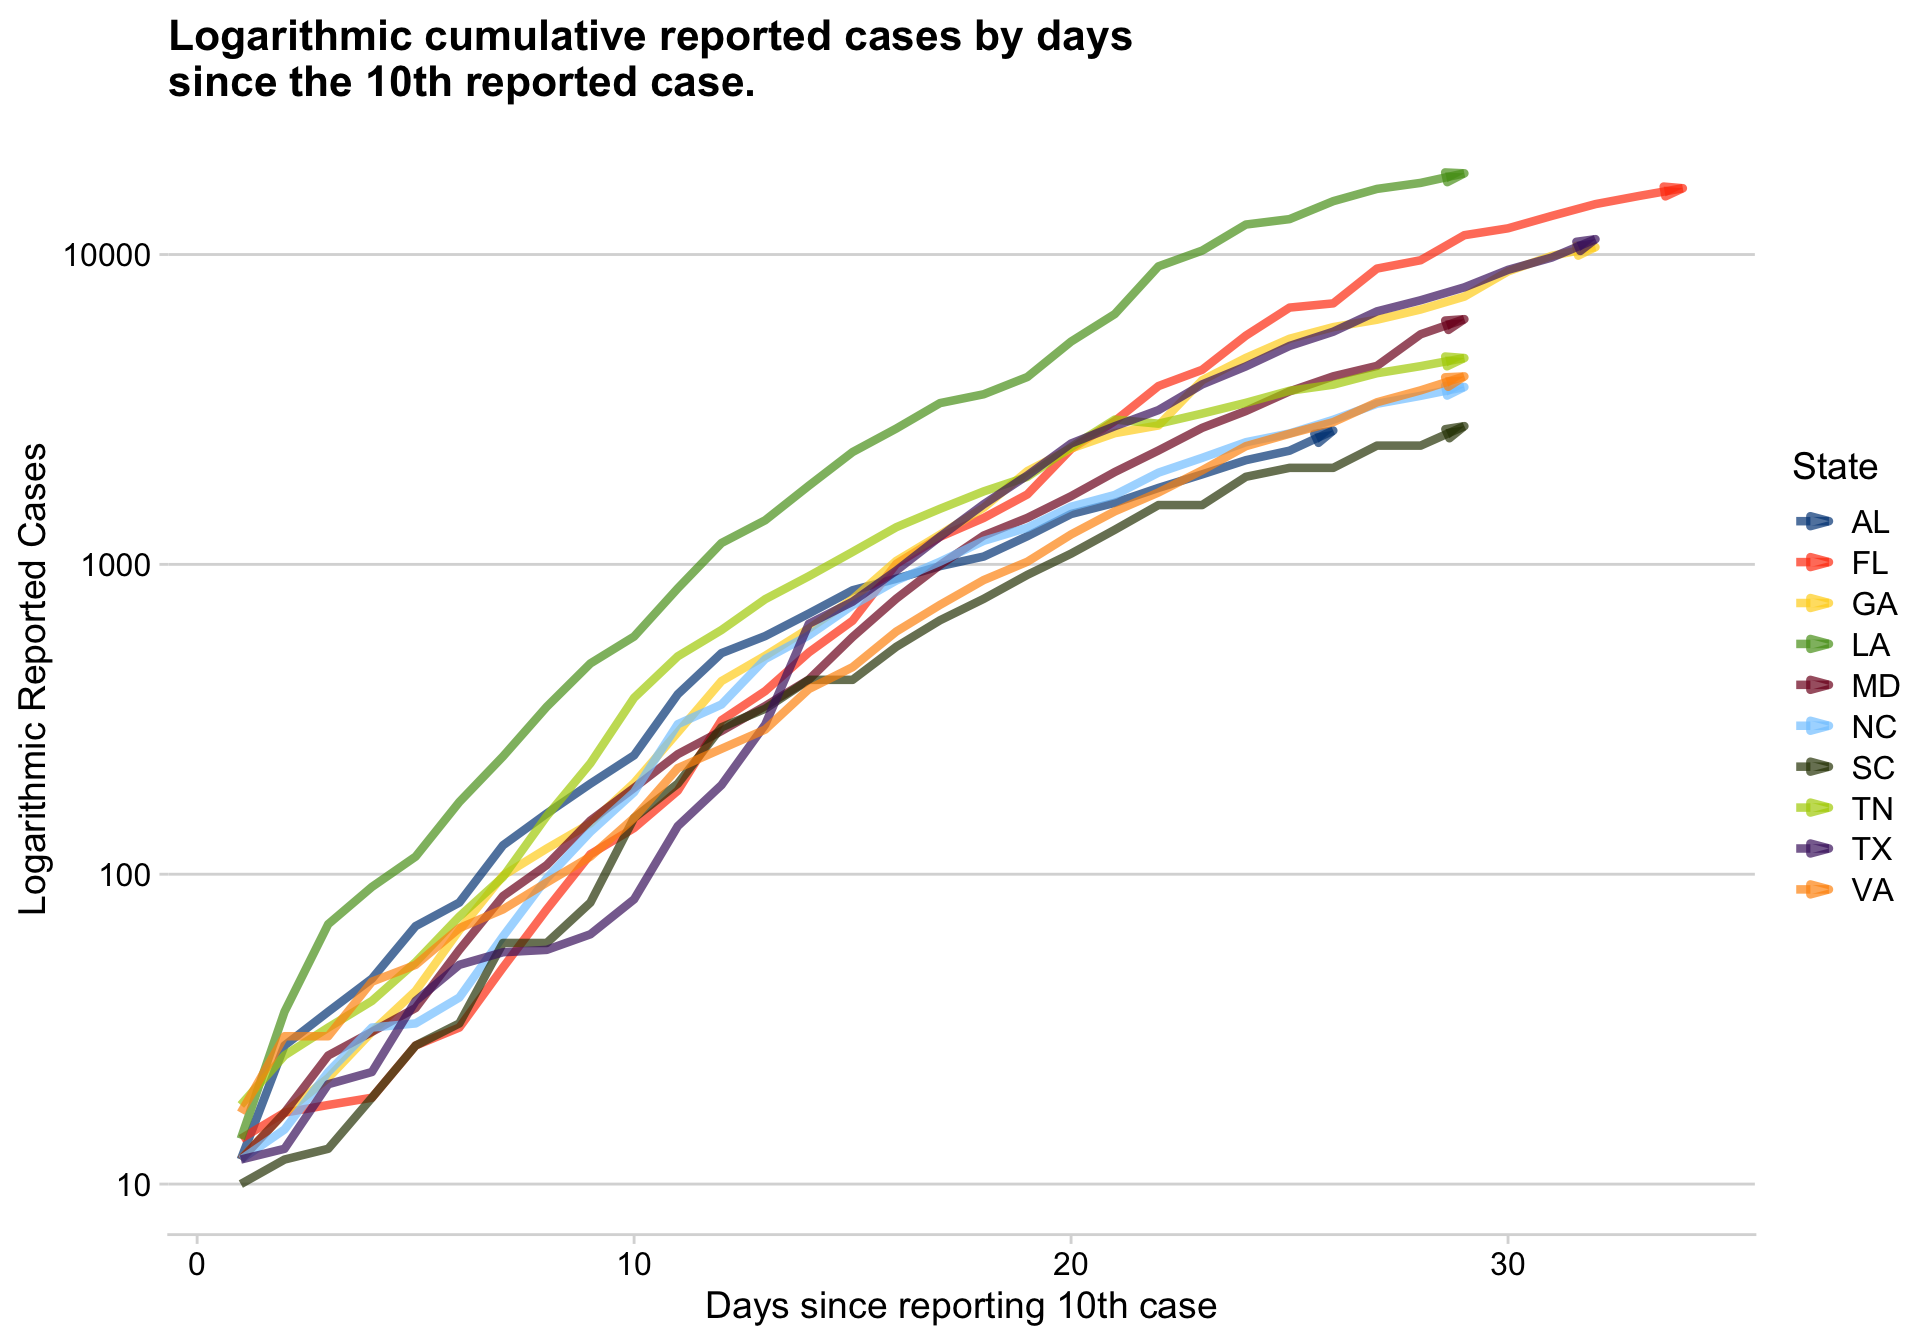 Logarithmic cumulative reported cases by days
since the 10th reported case.
Logarithmic Reported Cases
10000
1000
100
10
0
10
20
30
Days since reporting 10th case
State
AL
FL
GA
LA
MD
NC
SC
TN
TX
VA